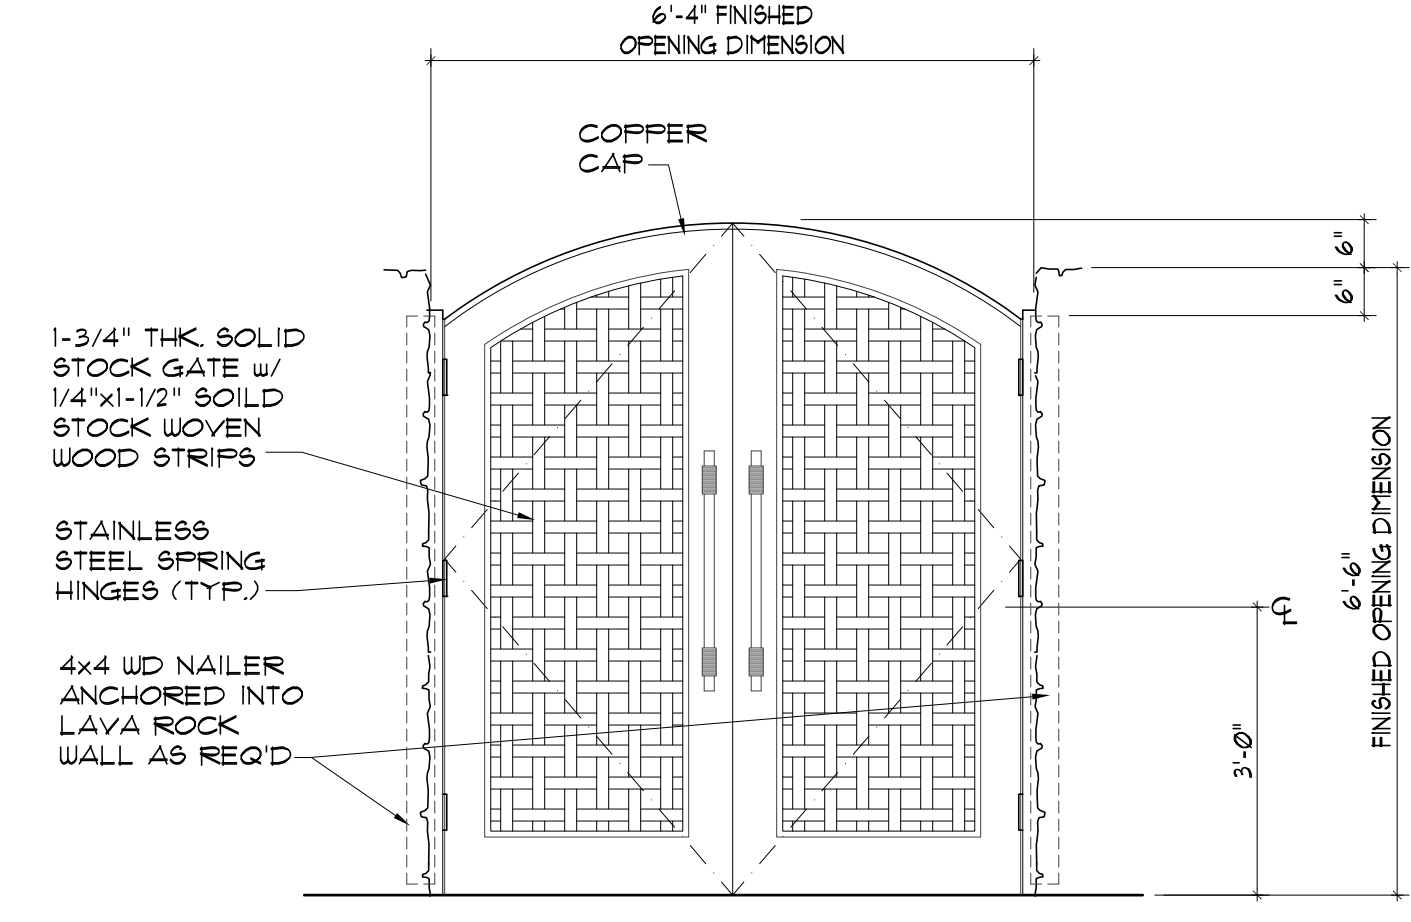 6'-4" FINISHED
OPENING DIMENSION
COPPER
CAP
6"
6"
1-3/4" THK. SOLID
STOCK GATE w/
1/4"x1-1/2" SOILD
STOCK WOVEN
WOOD STRIPS
STAINLESS
STEEL SPRING
HINGES (TYP.)
4x4 WD NAILER
ANCHORED INTO
LAVA ROCK
WALL AS REQ'D
℄
3'-0"
6'-6"
FINISHED OPENING DIMENSION